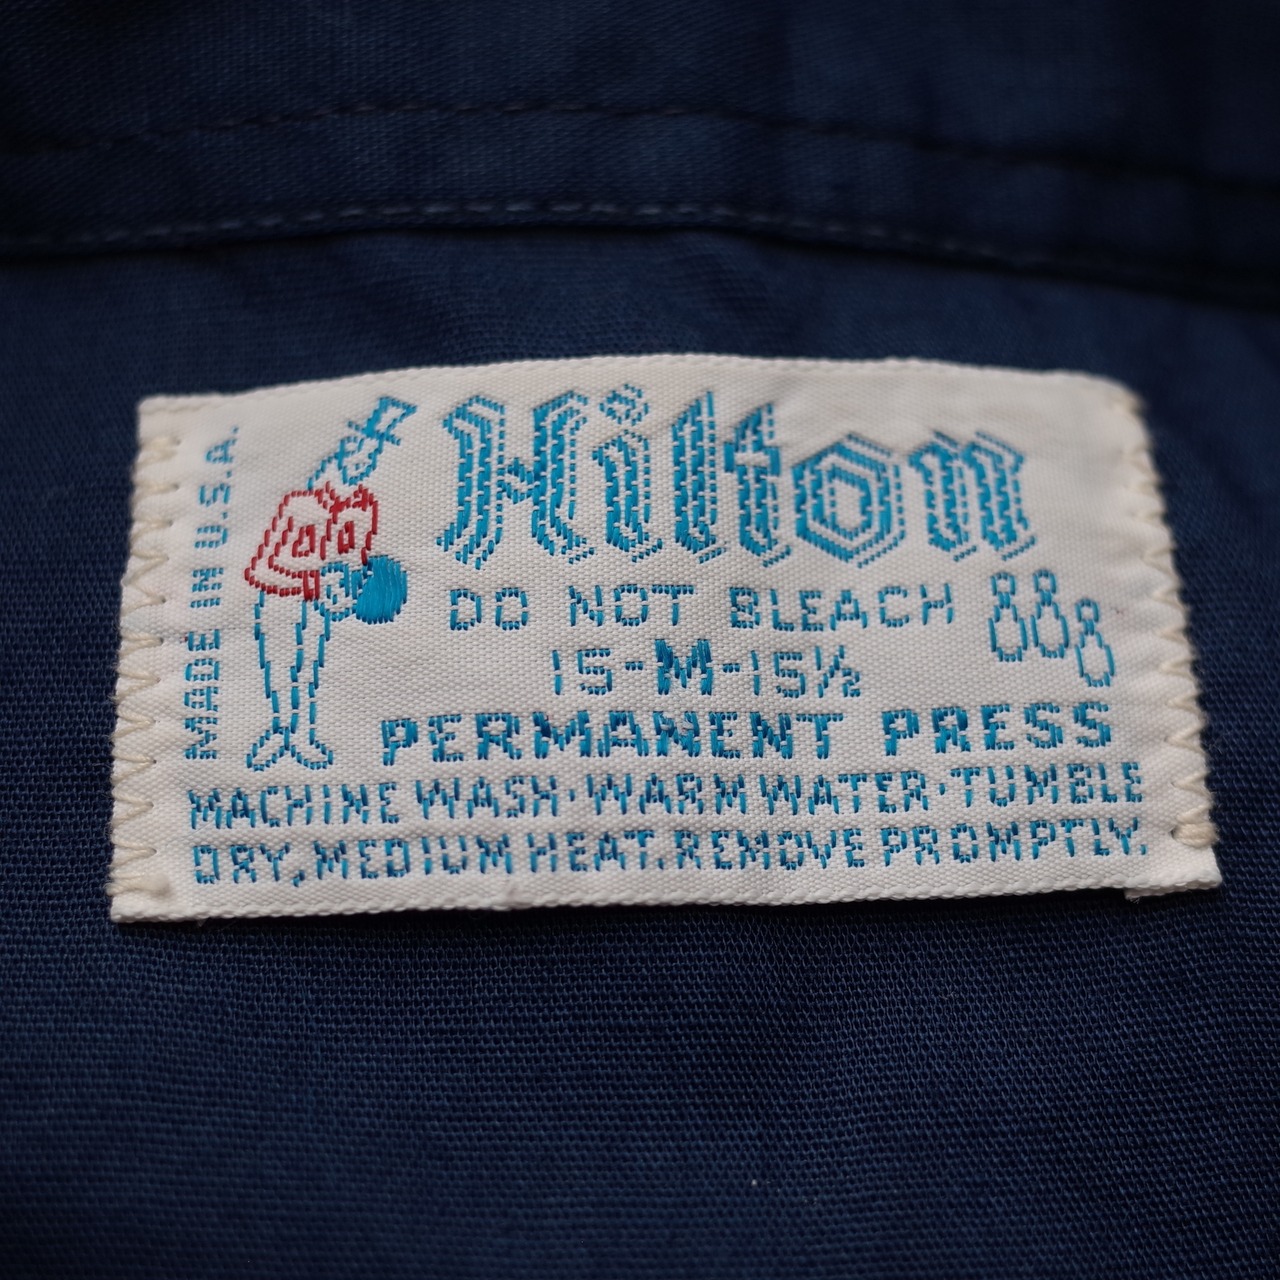 MADE IN U.S.A.
Hilton
DO NOT BLEACH
15-M-15½
PERMANENT PRESS
MACHINE WASH·WARM WATER·TUMBLE
DRY, MEDIUM HEAT. REMOVE PROMPTLY.